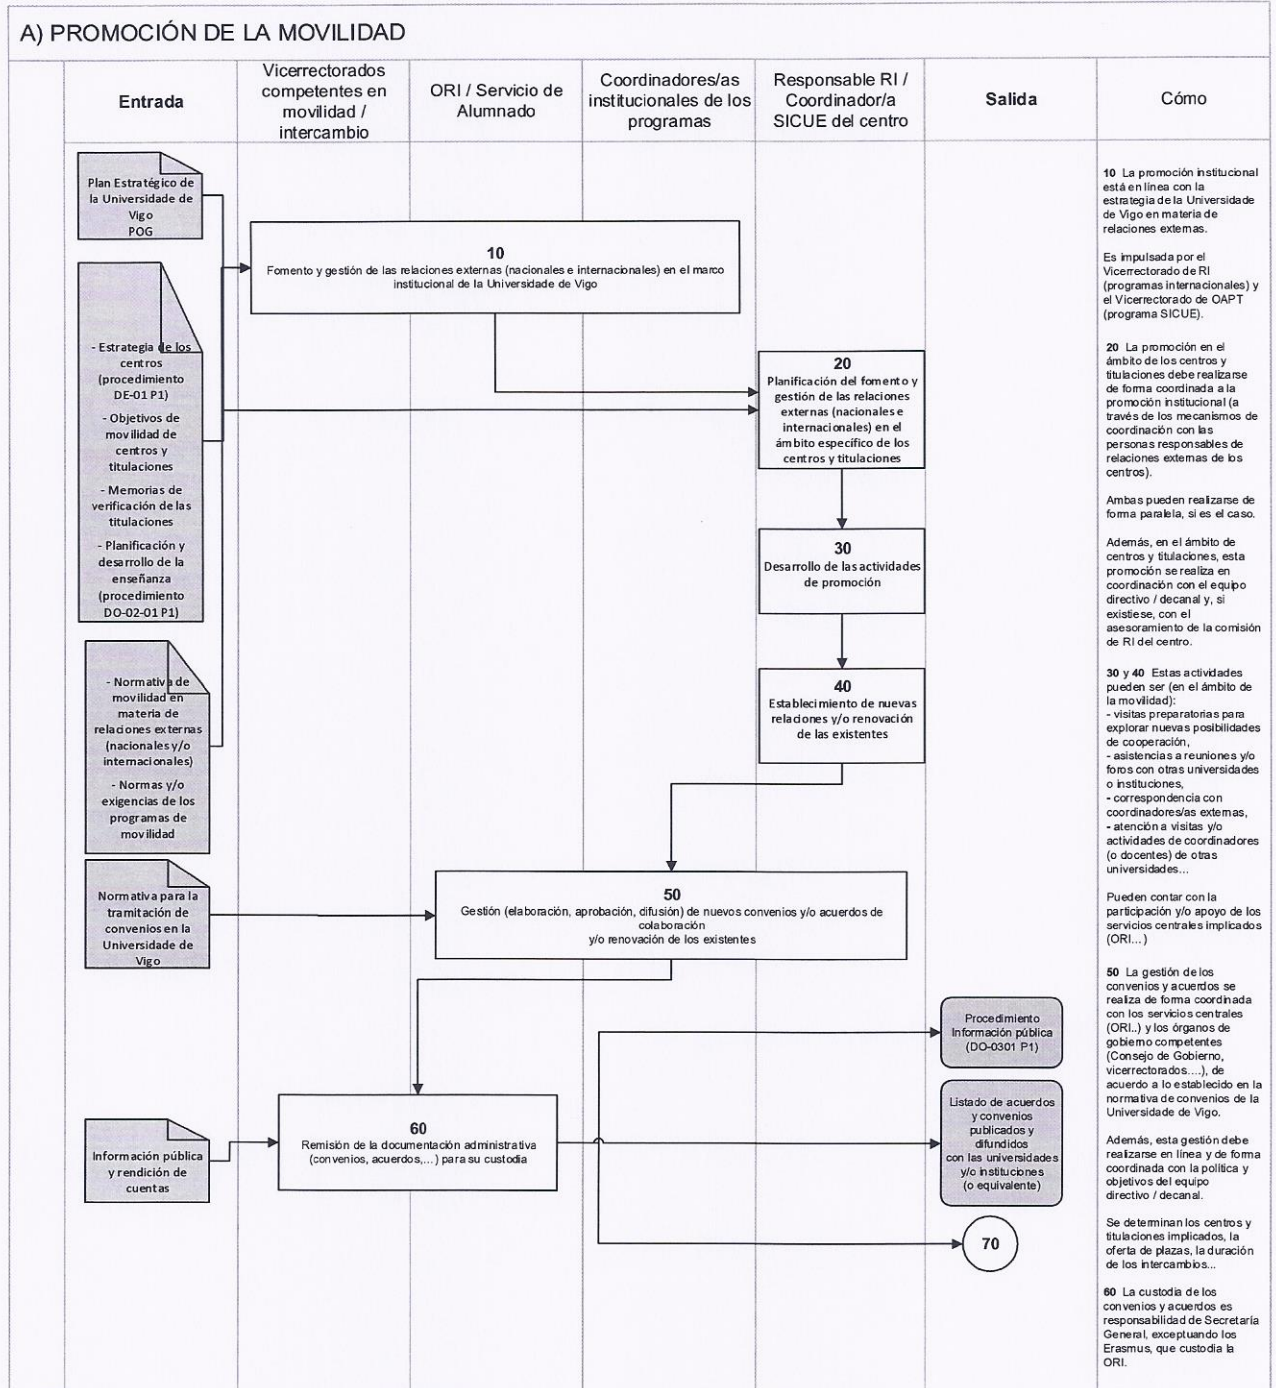 A) PROMOCIÓN DE LA MOVILIDAD
Entrada
Vicerrectorados
competentes en
movilidad /
intercambio
ORI / Servicio de
Alumnado
Coordinadores/as
institucionales de los
programas
Responsable RI /
Coordinador/a
SICUE del centro
Salida
Cómo
Plan Estratégico de
la Universidade de
Vigo
POG
- Estrategia de los
centros
(procedimiento
DE-01 P1)
- Objetivos de
movilidad de
centros y
titulaciones
- Memorias de
verificación de las
titulaciones
- Planificación y
desarrollo de la
enseñanza
(procedimiento
DO-02-01 P1)
- Normativa de
movilidad en
materia de
relaciones externas
(nacionales y/o
internacionales)
- Normas y/o
exigencias de los
programas de
movilidad
Normativa para la
tramitación de
convenios en la
Universidade de
Vigo
Información pública
y rendición de
cuentas
10
Fomento y gestión de las relaciones externas (nacionales e internacionales) en el marco
institucional de la Universidade de Vigo
20
Planificación del fomento y
gestión de las relaciones
externas (nacionales e
internacionales) en el
ámbito específico de los
centros y titulaciones
30
Desarrollo de las actividades
de promoción
40
Establecimiento de nuevas
relaciones y/o renovación
de las existentes
50
Gestión (elaboración, aprobación, difusión) de nuevos convenios y/o acuerdos de
colaboración
y/o renovación de los existentes
60
Remisión de la documentación administrativa
(convenios, acuerdos,...) para su custodia
Procedimiento
Información pública
(DO-0301 P1)
Listado de acuerdos
y convenios
publicados y
difundidos
con las universidades
y/o instituciones
(o equivalente)
70
10 La promoción institucional
está en línea con la
estrategia de la Universidade
de Vigo en materia de
relaciones externas.
Es impulsada por el
Vicerrectorado de RI
(programas internacionales) y
el Vicerrectorado de OAPT
(programa SICUE).
20 La promoción en el
ámbito de los centros y
titulaciones debe realizarse
de forma coordinada a la
promoción institucional (a
través de los mecanismos de
coordinación con las
personas responsables de
relaciones externas de los
centros).
Ambas pueden realizarse de
forma paralela, si es el caso.
Además, en el ámbito de
centros y titulaciones, esta
promoción se realiza en
coordinación con el equipo
directivo / decanal y, si
existiese, con el
asesoramiento de la comisión
de RI del centro.
30 y 40 Estas actividades
pueden ser (en el ámbito de
la movilidad):
- visitas preparatorias para
explorar nuevas posibilidades
de cooperación,
- asistencias a reuniones y/o
foros con otras universidades
o instituciones,
- correspondencia con
coordinadores/as externas,
- atención a visitas y/o
actividades de coordinadores
(o docentes) de otras
universidades...
Pueden contar con la
participación y/o apoyo de los
servicios centrales implicados
(ORI...)
50 La gestión de los
convenios y acuerdos se
realiza de forma coordinada
con los servicios centrales
(ORI..) y los órganos de
gobierno competentes
(Consejo de Gobierno,
vicerrectorados....), de
acuerdo a lo establecido en la
normativa de convenios de la
Universidade de Vigo.
Además, esta gestión debe
realizarse en línea y de forma
coordinada con la política y
objetivos del equipo
directivo / decanal.
Se determinan los centros y
titulaciones implicados, la
oferta de plazas, la duración
de los intercambios...
60 La custodia de los
convenios y acuerdos es
responsabilidad de Secretaría
General, exceptuando los
Erasmus, que custodia la
ORI.